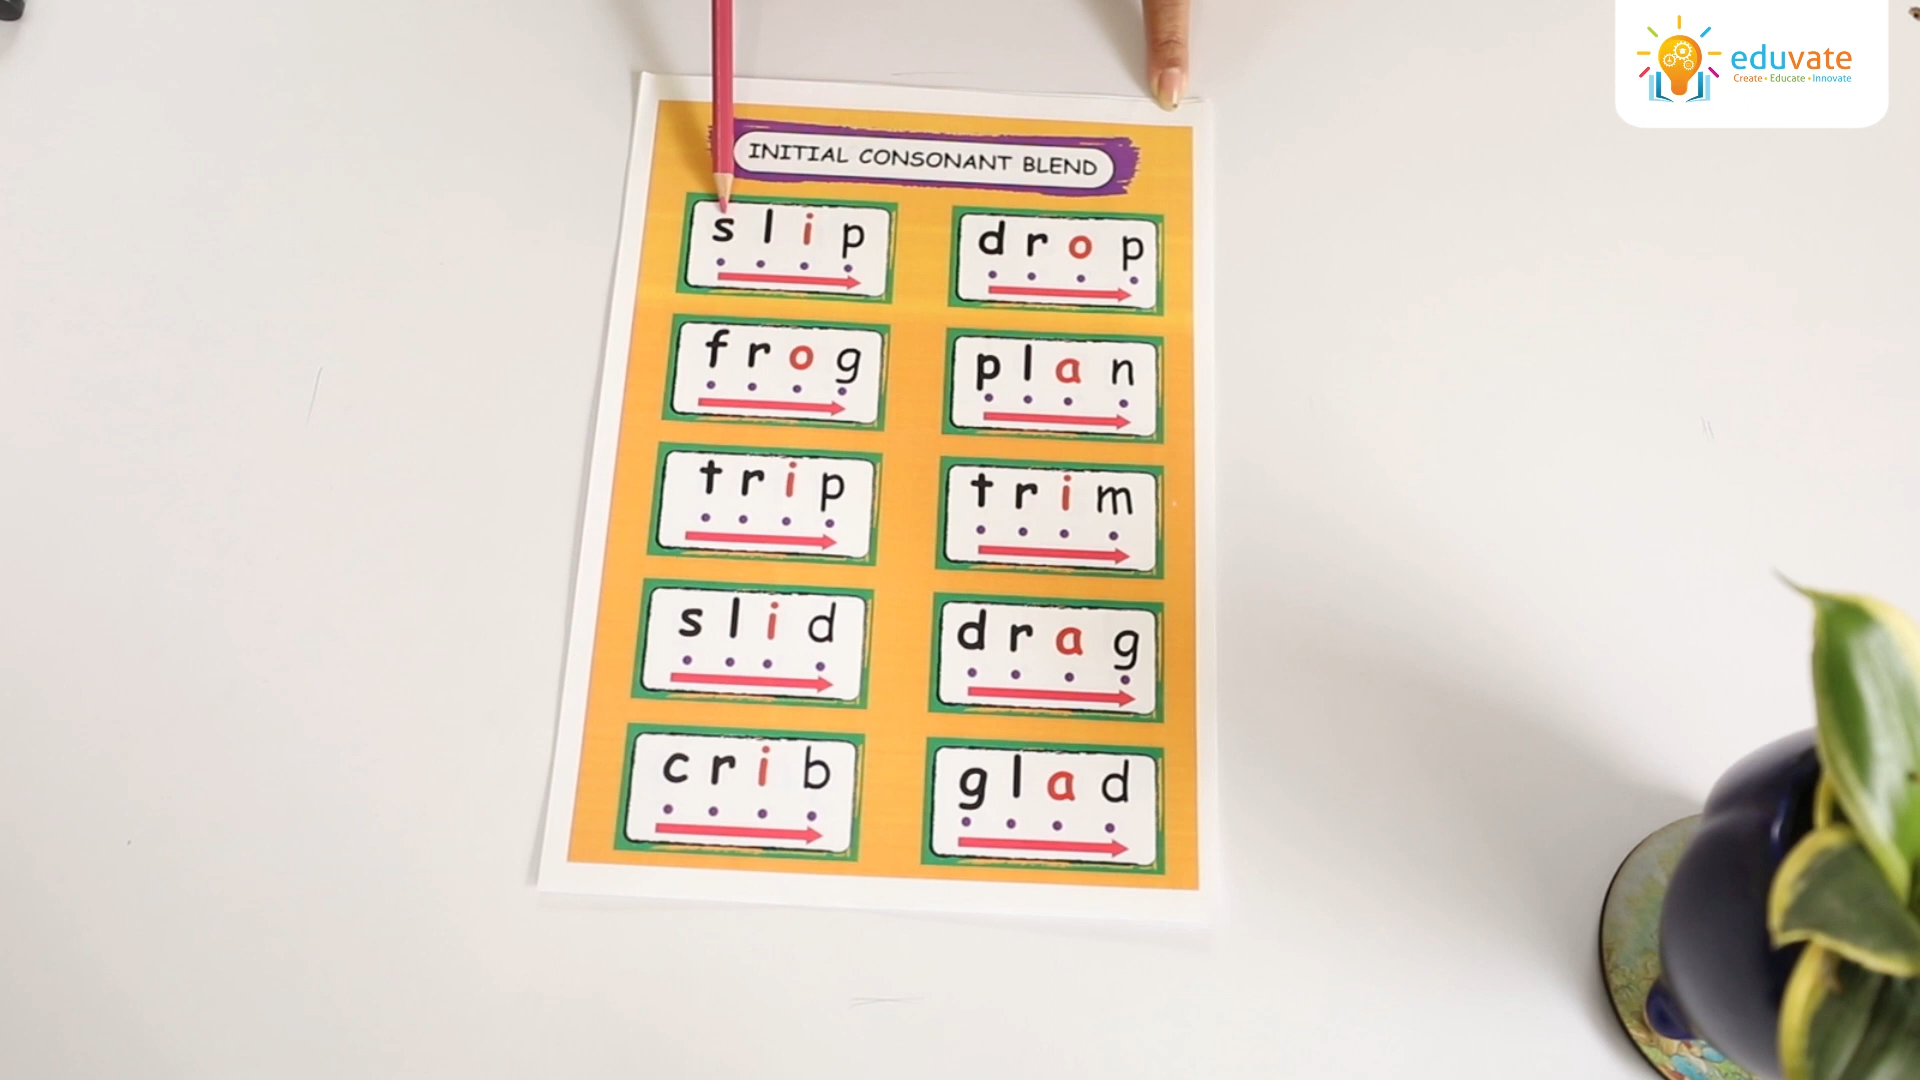 eduvate
Create • Educate • Innovate
INITIAL CONSONANT BLEND
slip
drop
frog
plan
trip
trim
slid
drag
crib
glad